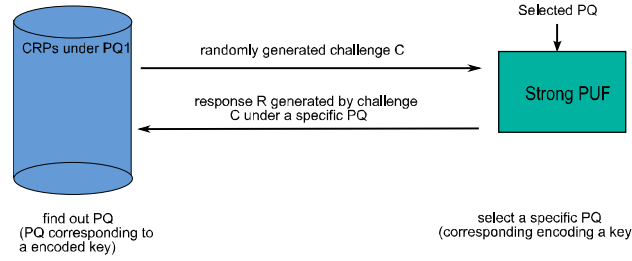 Selected PQ
CRPs under PQ1
randomly generated challenge C
Strong PUF
response R generated by challenge
C under a specific PQ
find out PQ
(PQ corresponding to
a encoded key)
select a specific PQ
(corresponding encoding a key